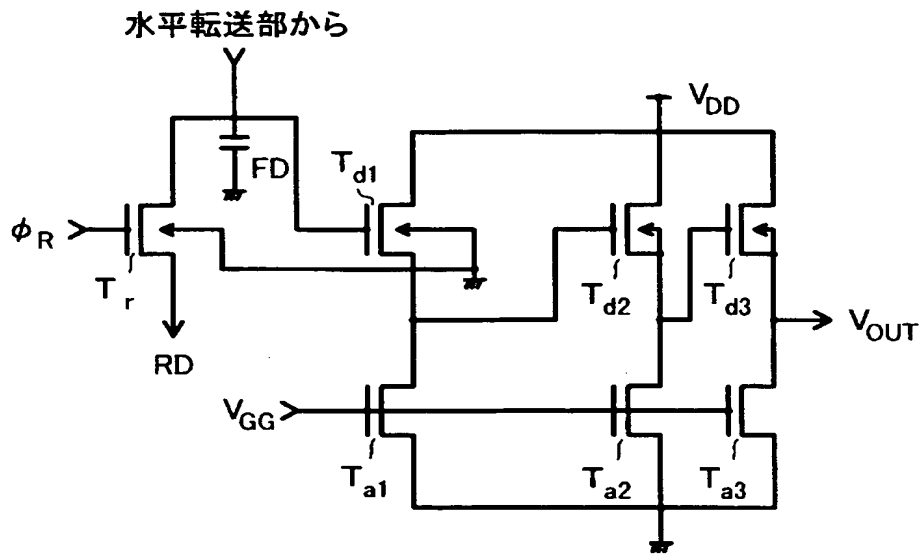 水平転送部から
V_DD
FD
T_d1
φ_R
T_r
T_d2
T_d3
RD
V_OUT
V_GG
T_a1
T_a2
T_a3